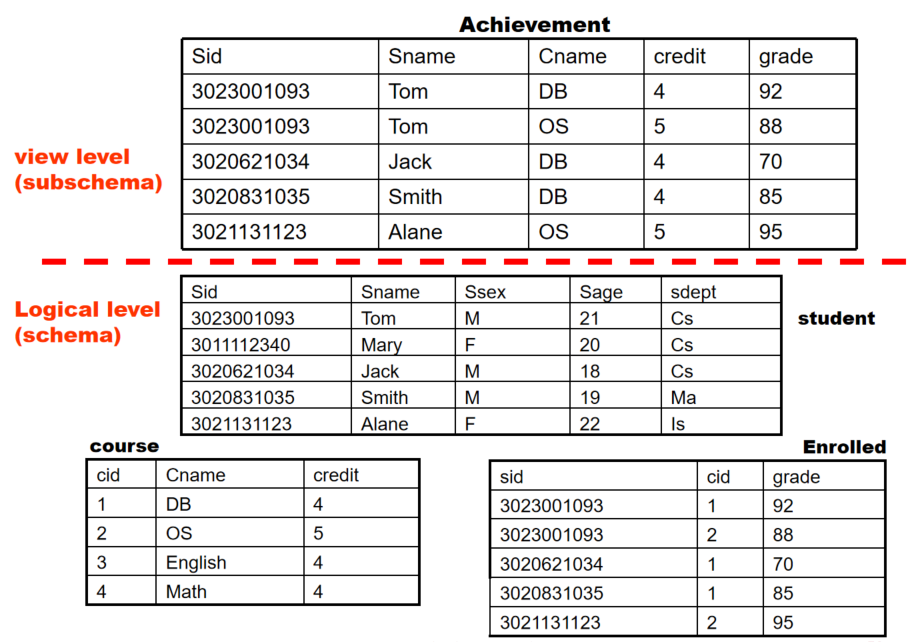 Achievement
Sid Sname Cname credit grade
3023001093 Tom DB 4 92
3023001093 Tom OS 5 88
3020621034 Jack DB 4 70
3020831035 Smith DB 4 85
3021131123 Alane OS 5 95
view level
(subschema)
Logical level
(schema)
Sid Sname Ssex Sage sdept
3023001093 Tom M 21 Cs
3011112340 Mary F 20 Cs
3020621034 Jack M 18 Cs
3020831035 Smith M 19 Ma
3021131123 Alane F 22 Is
student
course
cid Cname credit
1 DB 4
2 OS 5
3 English 4
4 Math 4
Enrolled
sid cid grade
3023001093 1 92
3023001093 2 88
3020621034 1 70
3020831035 1 85
3021131123 2 95